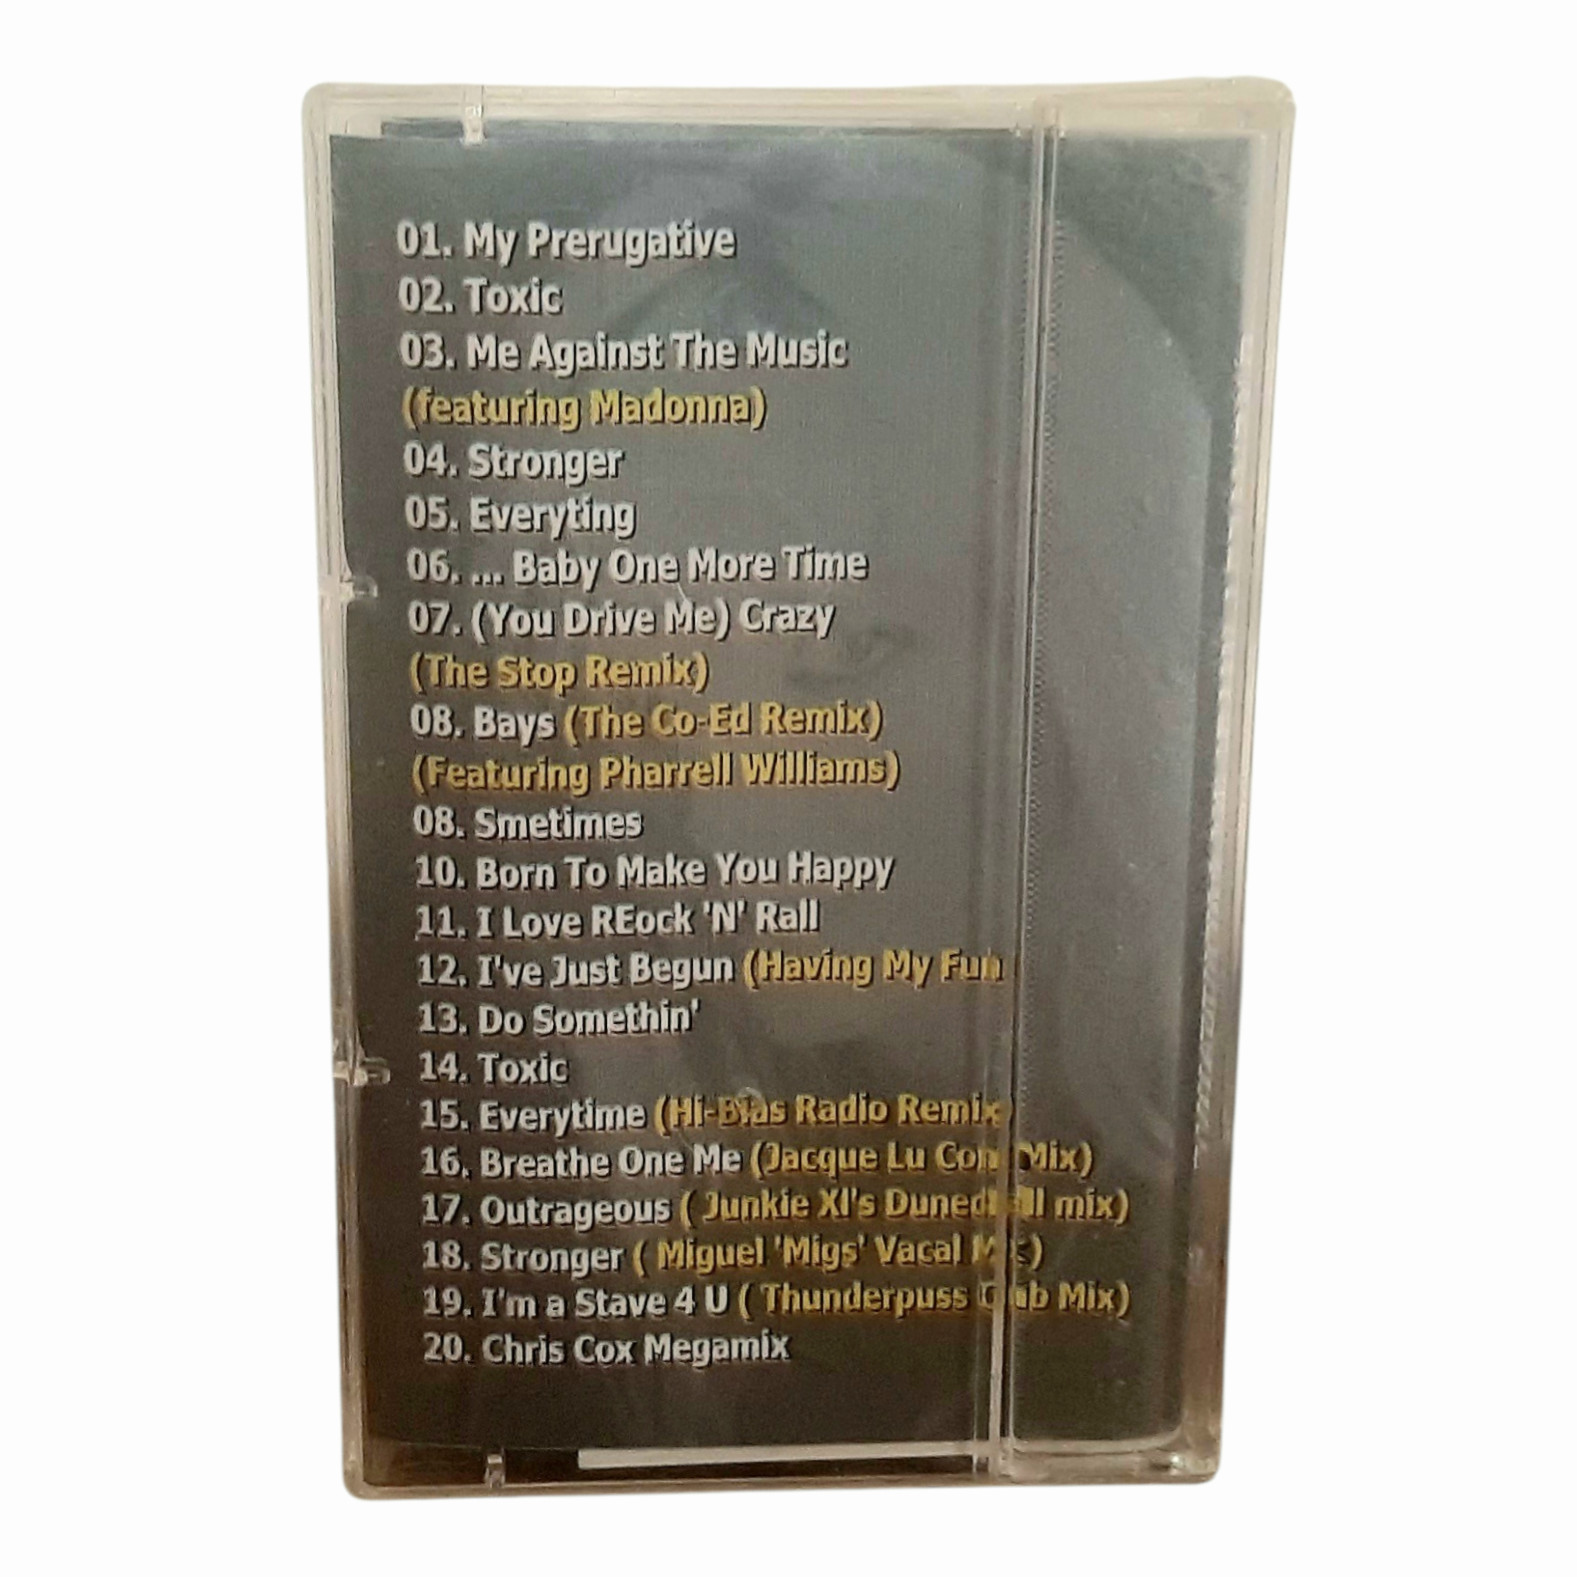 01. My Prerugative
02. Toxic
03. Me Against The Music
(featuring Madonna)
04. Stronger
05. Everyting
06. ... Baby One More Time
07. (You Drive Me) Crazy
(The Stop Remix)
08. Bays (The Co-Ed Remix)
(Featuring Pharrell Williams)
08. Smetimes
10. Born To Make You Happy
11. I Love REock 'N' Rall
12. I've Just Begun (Having My Fun
13. Do Somethin'
14. Toxic
15. Everytime (Hi-Bias Radio Remix
16. Breathe One Me (Jacque Lu Mix)
17. Outrageous ( Junkie XI's mix)
18. Stronger ( Miguel 'Migs' Vacal
19. I'm a Stave 4 U ( Thunderpuss Mix)
20. Chris Cox Megamix